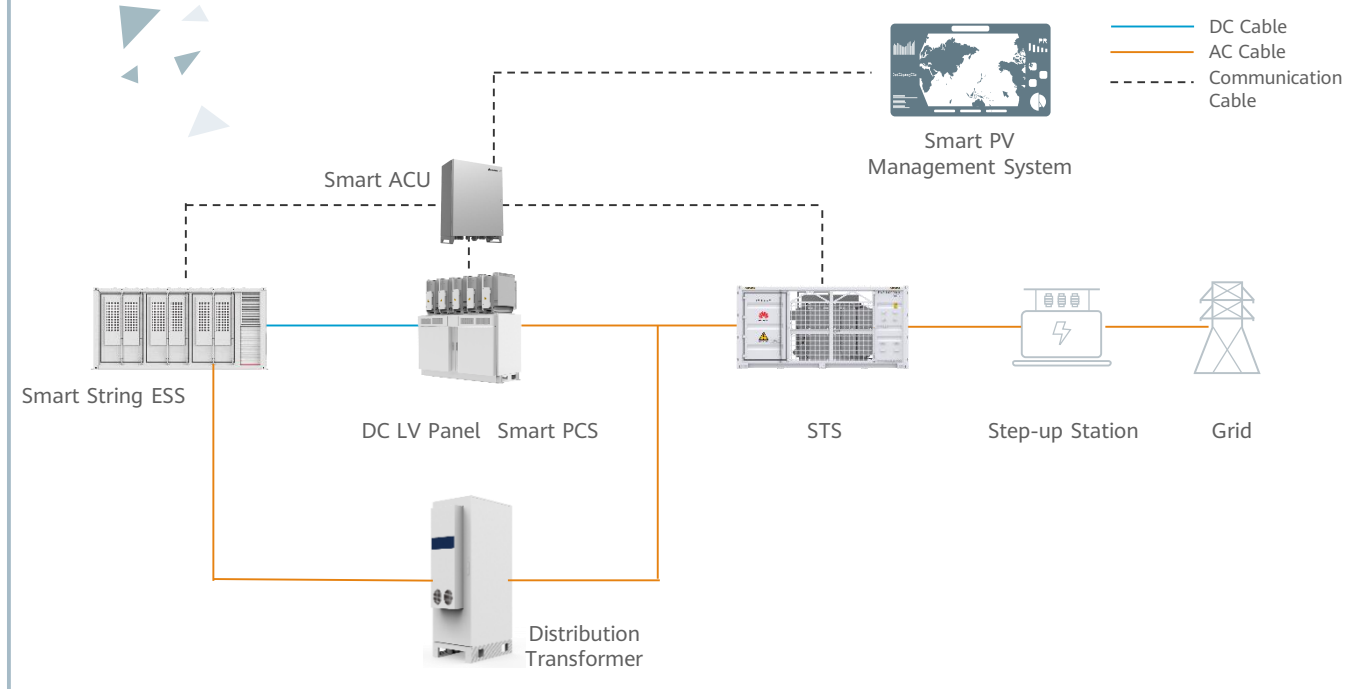 DC Cable
AC Cable
Communication
Cable
Smart PV
Management System
Smart ACU
Smart String ESS
DC LV Panel Smart PCS
STS
Step-up Station
Grid
Distribution
Transformer